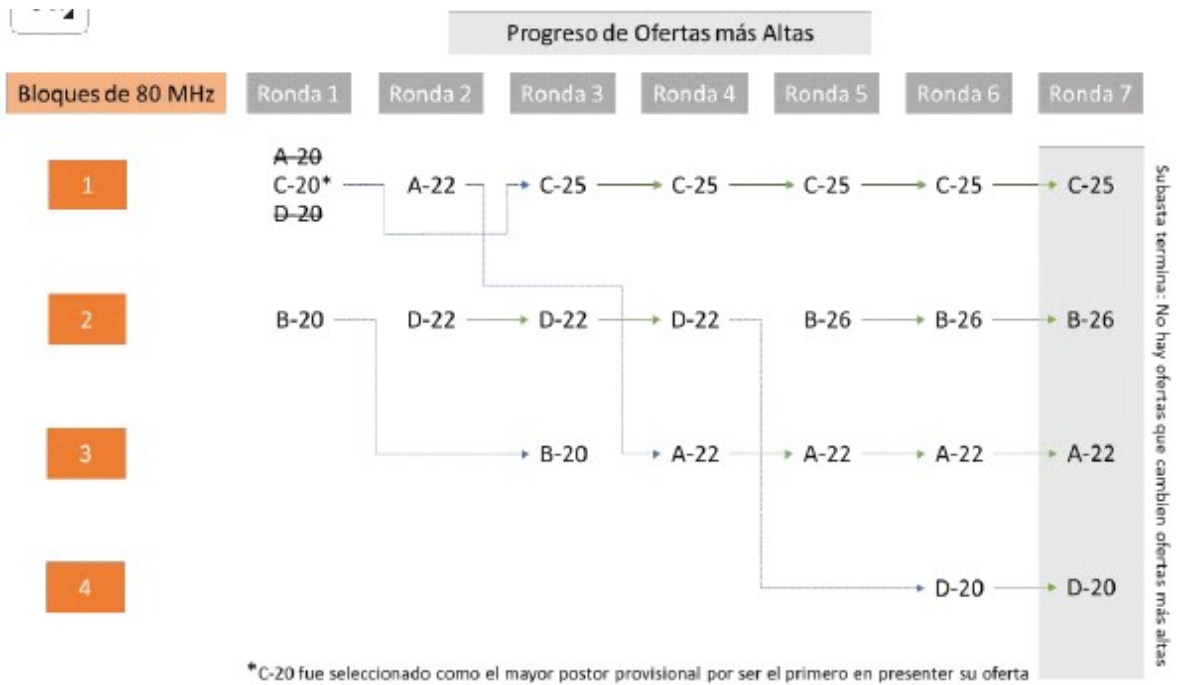 Progreso de Ofertas más Altas
Bloques de 80 MHz Ronda 1 Ronda 2 Ronda 3 Ronda 4 Ronda 5 Ronda 6 Ronda 7
A-20
1 C-20* A-22 C-25 C-25 C-25 C-25 C-25
D-20
2 B-20 D-22 D-22 D-22 B-26 B-26 B-26
3 B-20 A-22 A-22 A-22 A-22
4 D-20 D-20
Subasta termina: No hay ofertas que cambien ofertas más altas
*C-20 fue seleccionado como el mayor postor provisional por ser el primero en presenter su oferta